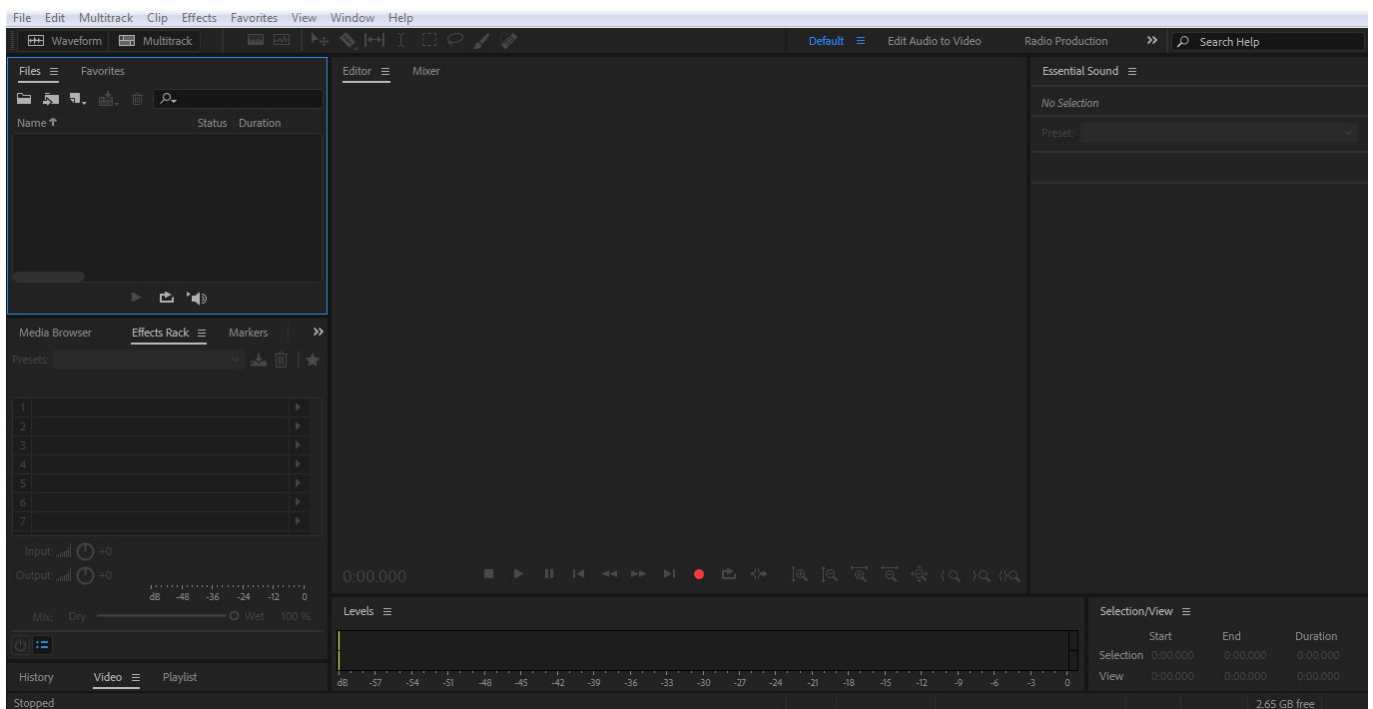 File Edit Multitrack Clip Effects Favorites View Window Help
Waveform Multitrack Default Edit Audio to Video Radio Production Search Help
Files Favorites
Name Status Duration
Media Browser Effects Rack Markers
Presets:
1
2
3
4
5
6
7
Input: +0
Output: +0
dB -48 -36 -24 -12 0
Mix: Dry Wet 100 %
History Video Playlist
Stopped
Editor Mixer
0:00.000
Levels
dB -57 -54 -51 -48 -45 -42 -39 -36 -33 -30 -27 -24 -21 -18 -15 -12 -9 -6 -3 0
Essential Sound
No Selection
Preset:
Selection/View
Start End Duration
Selection 0:00.000 0:00.000 0:00.000
View 0:00.000 0:00.000 0:00.000
2.65 GB free